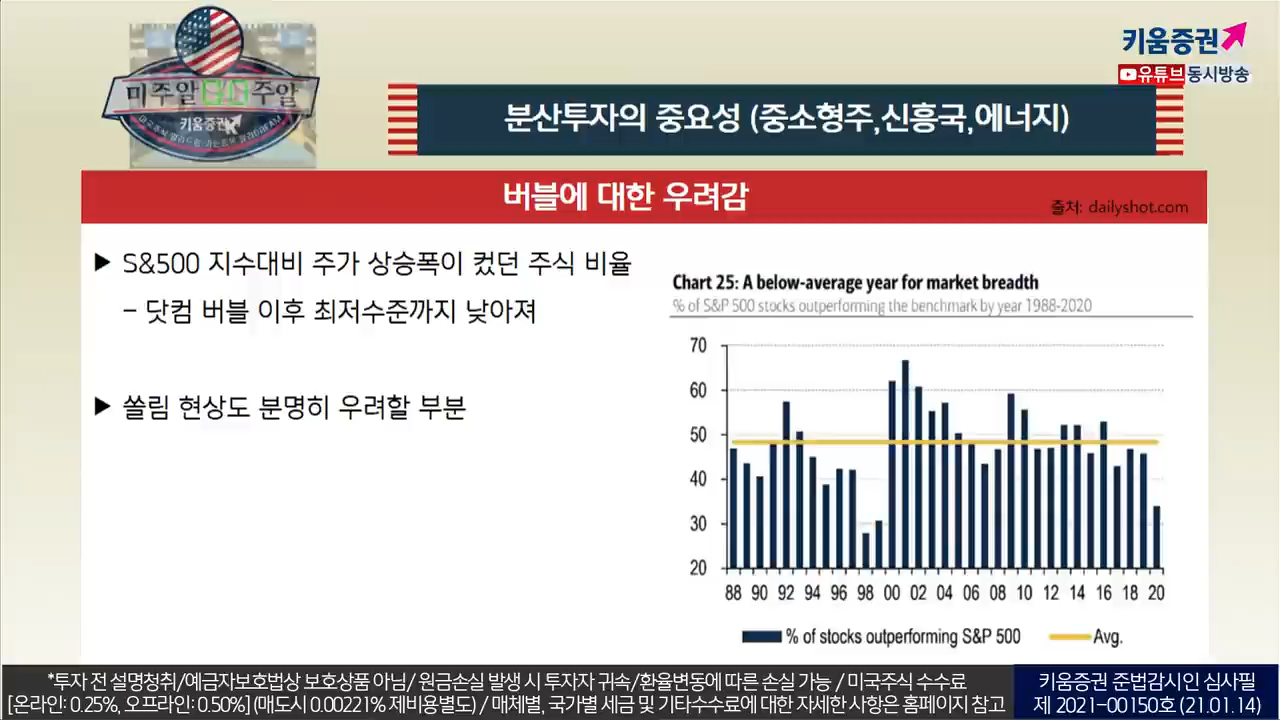 미주알GO주알
키움증권
키움증권
유튜브동시방송
분산투자의 중요성 (중소형주,신흥국,에너지)
버블에 대한 우려감
출처: dailyshot.com
▶ S&500 지수대비 주가 상승폭이 컸던 주식 비율
– 닷컴 버블 이후 최저수준까지 낮아져
▶ 쏠림 현상도 분명히 우려할 부분
Chart 25: A below-average year for market breadth
% of S&P 500 stocks outperforming the benchmark by year 1988-2020
70
60
50
40
30
20
88 90 92 94 96 98 00 02 04 06 08 10 12 14 16 18 20
% of stocks outperforming S&P 500 Avg.
*투자 전 설명청취/예금자보호법상 보호상품 아님/ 원금손실 발생 시 투자자 귀속/환율변동에 따른 손실 가능 / 미국주식 수수료
[온라인: 0.25%, 오프라인: 0.50%] (매도시 0.00221% 제비용별도) / 매체별, 국가별 세금 및 기타수수료에 대한 자세한 사항은 홈페이지 참고
키움증권 준법감시인 심사필
제 2021-00150호 (21.01.14)